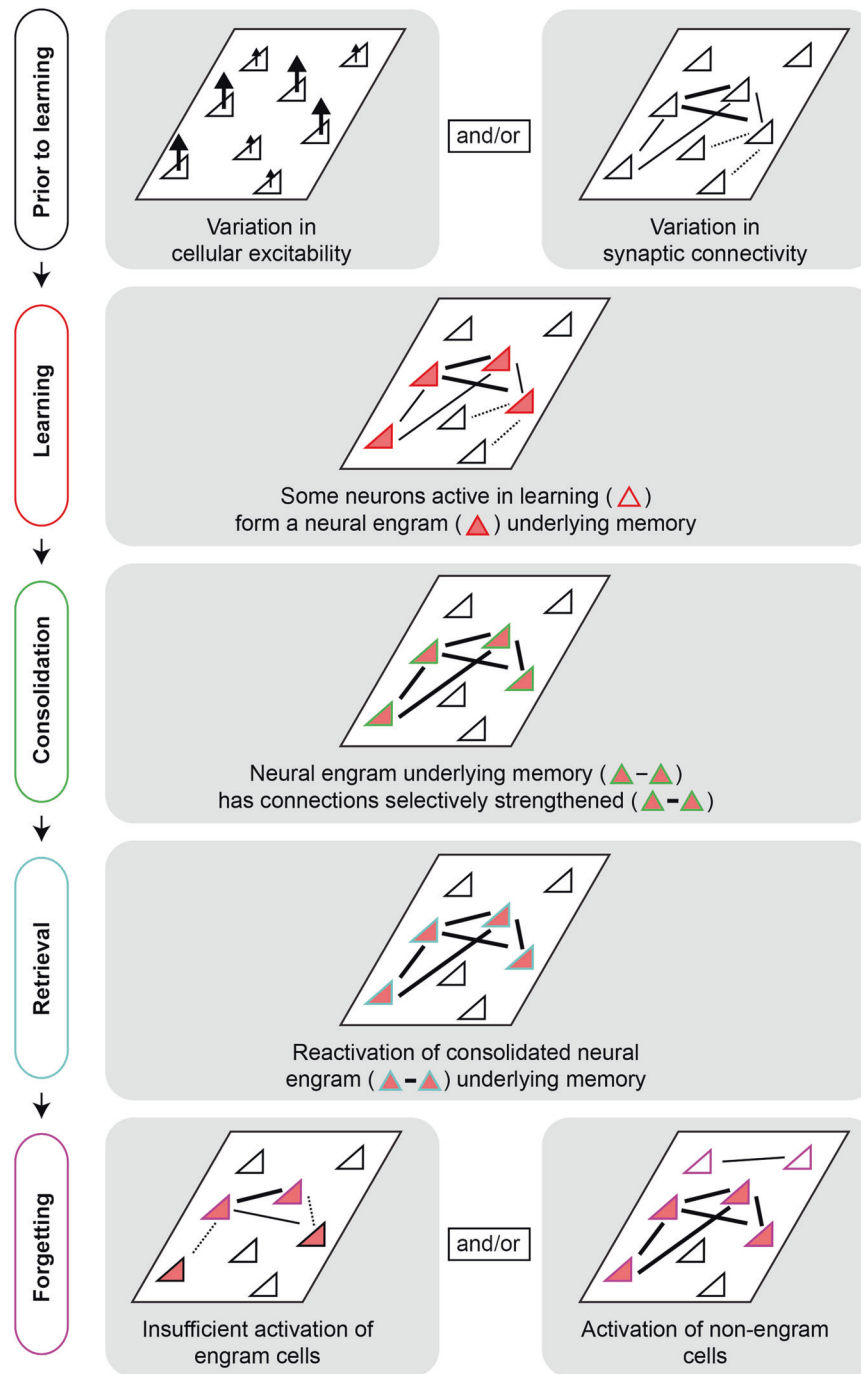 Prior to learning
Variation in
cellular excitability
and/or
Variation in
synaptic connectivity
Learning
Some neurons active in learning ( )
form a neural engram ( ) underlying memory
Consolidation
Neural engram underlying memory ( – )
has connections selectively strengthened ( – )
Retrieval
Reactivation of consolidated neural
engram ( – ) underlying memory
Forgetting
Insufficient activation of
engram cells
and/or
Activation of non-engram
cells